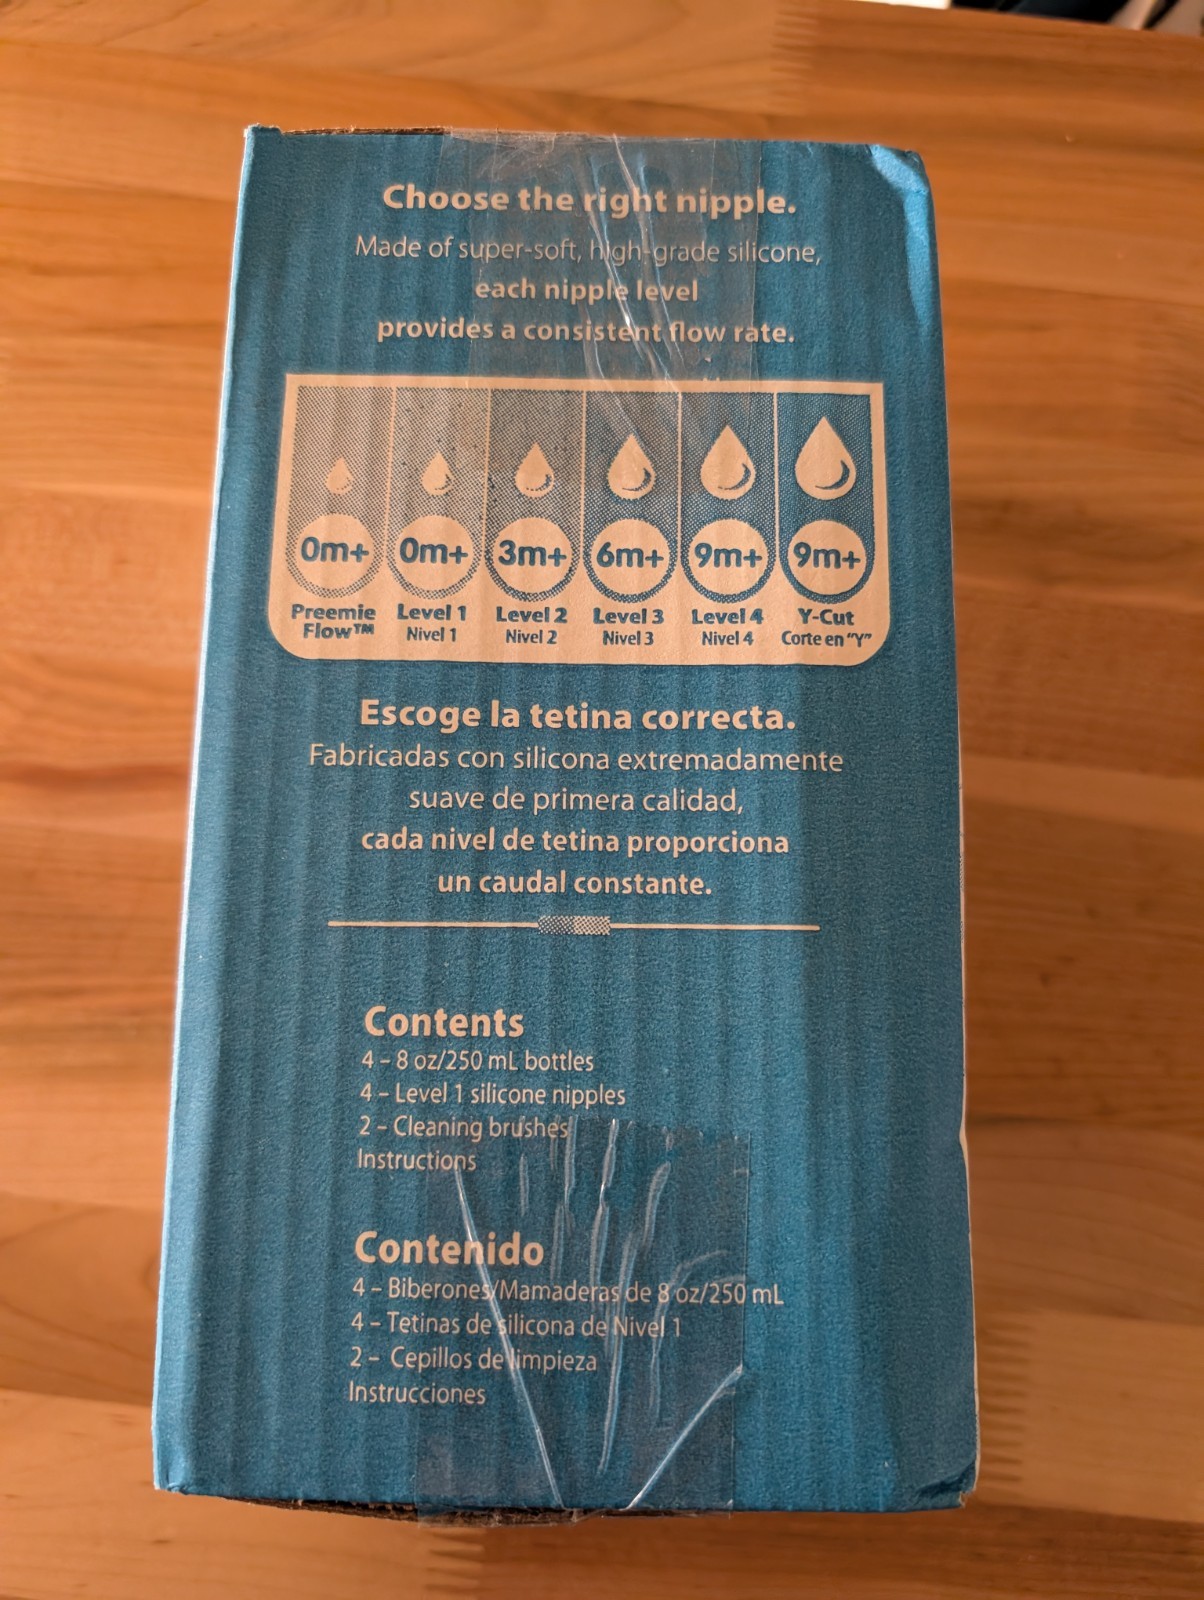 Choose the right nipple.
Made of super-soft, high-grade silicone,
each nipple level
provides a consistent flow rate.
0m+ 0m+ 3m+ 6m+ 9m+ 9m+
Preemie Flow™ Level 1 Level 2 Level 3 Level 4 Y-Cut
Nivel 1 Nivel 2 Nivel 3 Nivel 4 Corte en "Y"
Escoge la tetina correcta.
Fabricadas con silicona extremadamente
suave de primera calidad,
cada nivel de tetina proporciona
un caudal constante.
Contents
4 – 8 oz/250 mL bottles
4 – Level 1 silicone nipples
2 – Cleaning brushes
Instructions
Contenido
4 – Biberones/Mamaderas de 8 oz/250 mL
4 – Tetinas de silicona de Nivel 1
2 – Cepillos de limpieza
Instrucciones